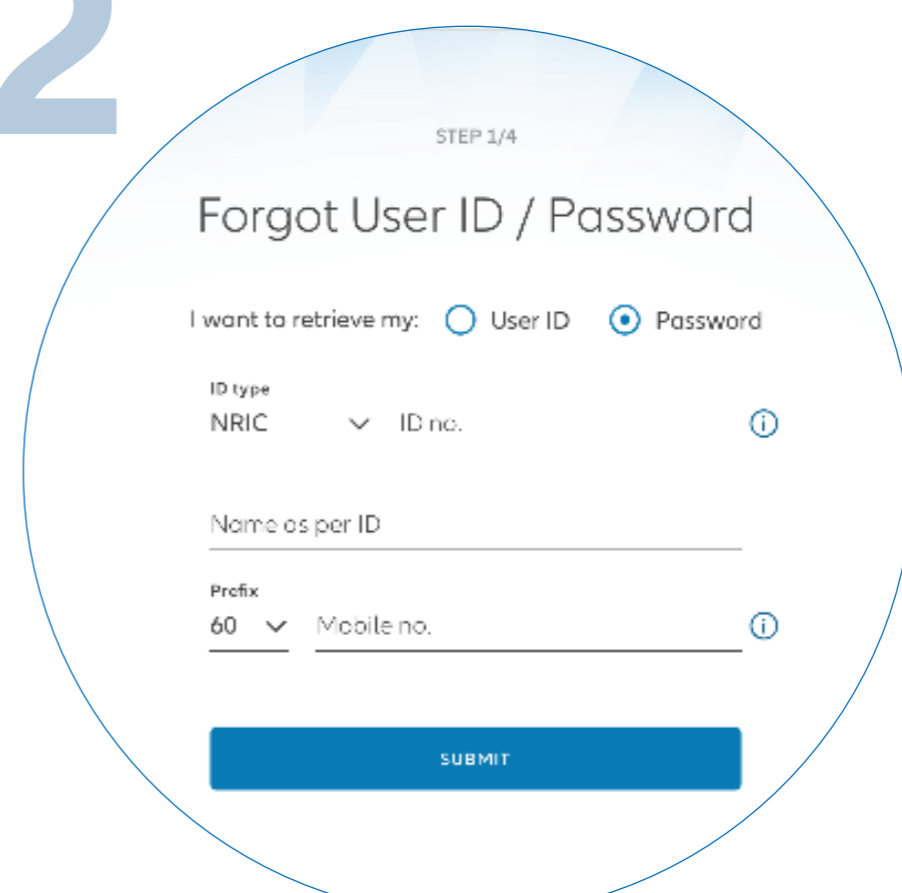 2
STEP 1/4
Forgot User ID / Password
I want to retrieve my: User ID Password
ID type
NRIC ID no.
Name as per ID
Prefix
60 Mobile no.
SUBMIT